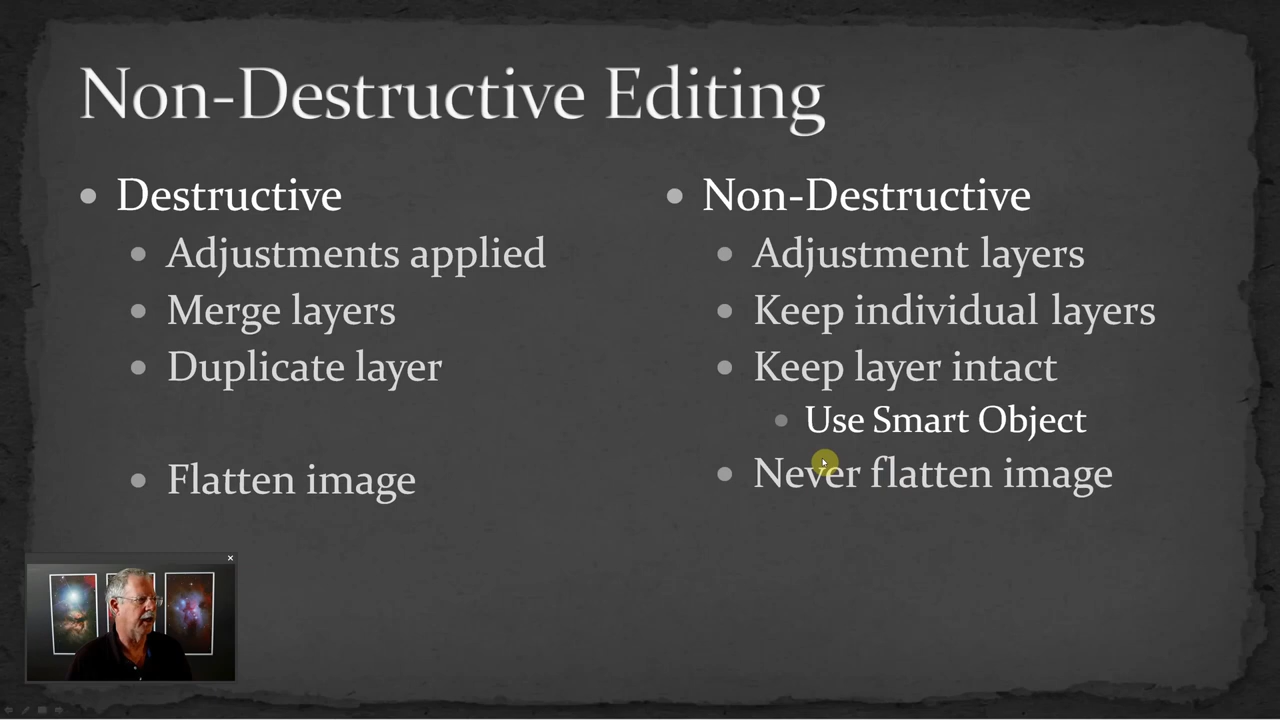 Non-Destructive Editing
Destructive
Adjustments applied
Merge layers
Duplicate layer
Flatten image
Non-Destructive
Adjustment layers
Keep individual layers
Keep layer intact
Use Smart Object
Never flatten image